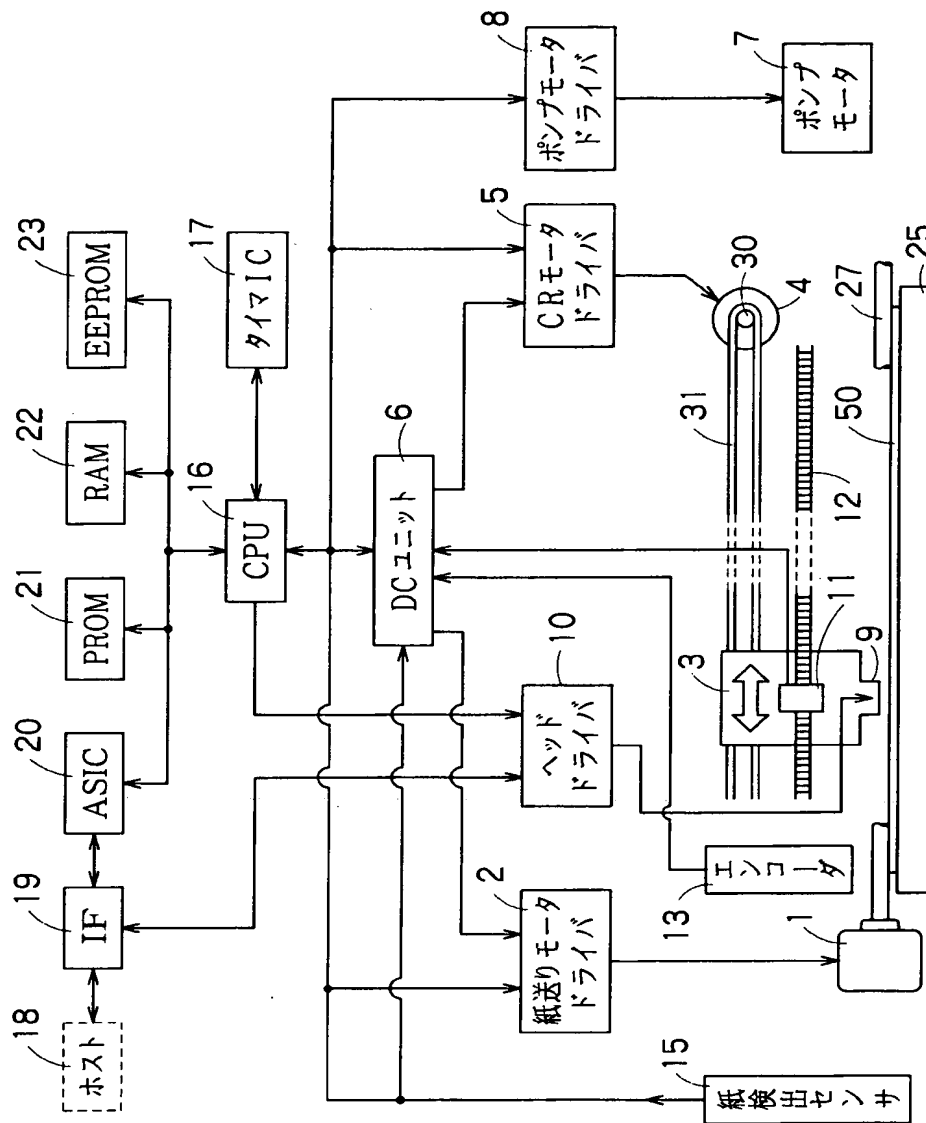 18
ホスト
19
IF
20
ASIC
21
PROM
22
RAM
23
EEPROM
16
CPU
17
タイマIC
6
DCユニット
2
紙送りモータ
ドライバ
10
ヘッド
ドライバ
5
CRモータ
ドライバ
8
ポンプモータ
ドライバ
7
ポンプ
モータ
15
紙検出センサ
13
エンコーダ
1
3
11
9
31
12
30
4
50
27
25